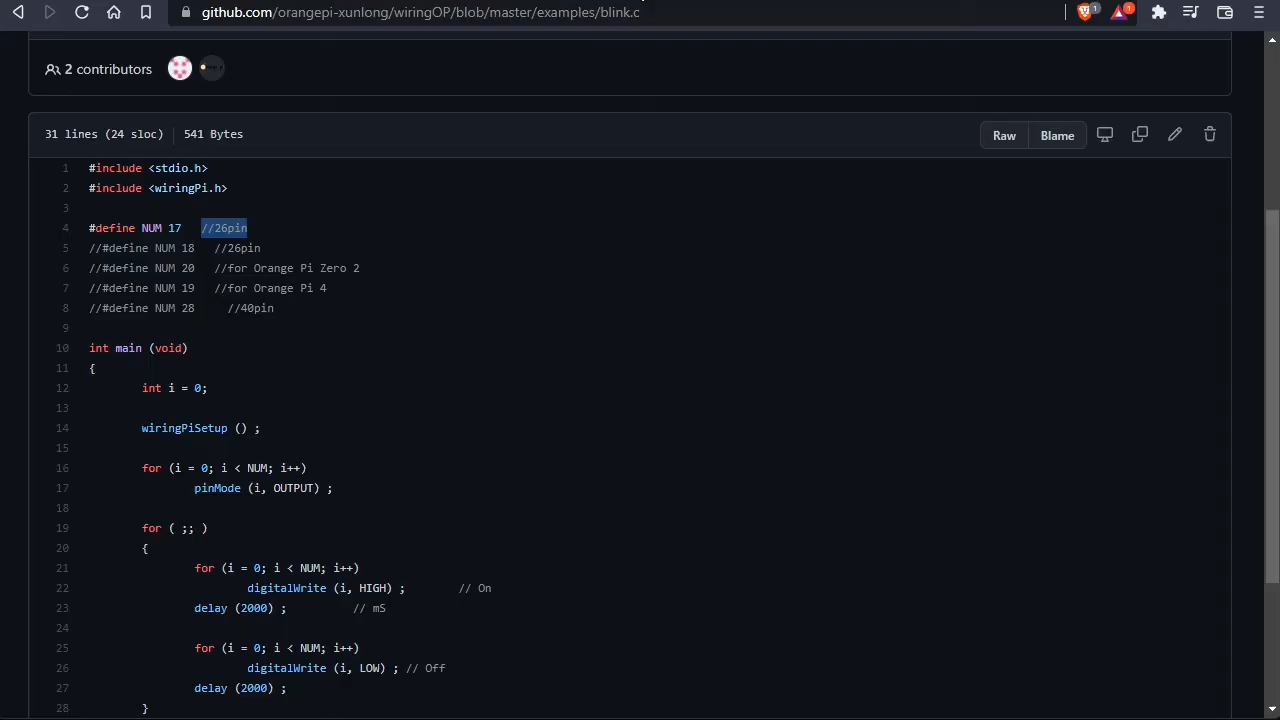 github.com/orangepi-xunlong/wiringOP/blob/master/examples/blink.c
1
1
2 contributors
31 lines (24 sloc) 541 Bytes
Raw
Blame
1 #include <stdio.h>
2 #include <wiringPi.h>
3
4 #define NUM 17 //26pin
5 //#define NUM 18 //26pin
6 //#define NUM 20 //for Orange Pi Zero 2
7 //#define NUM 19 //for Orange Pi 4
8 //#define NUM 28 //40pin
9
10 int main (void)
11 {
12 int i = 0;
13
14 wiringPiSetup () ;
15
16 for (i = 0; i < NUM; i++)
17 pinMode (i, OUTPUT) ;
18
19 for ( ;; )
20 {
21 for (i = 0; i < NUM; i++)
22 digitalWrite (i, HIGH) ; // On
23 delay (2000) ; // mS
24
25 for (i = 0; i < NUM; i++)
26 digitalWrite (i, LOW) ; // Off
27 delay (2000) ;
28 }